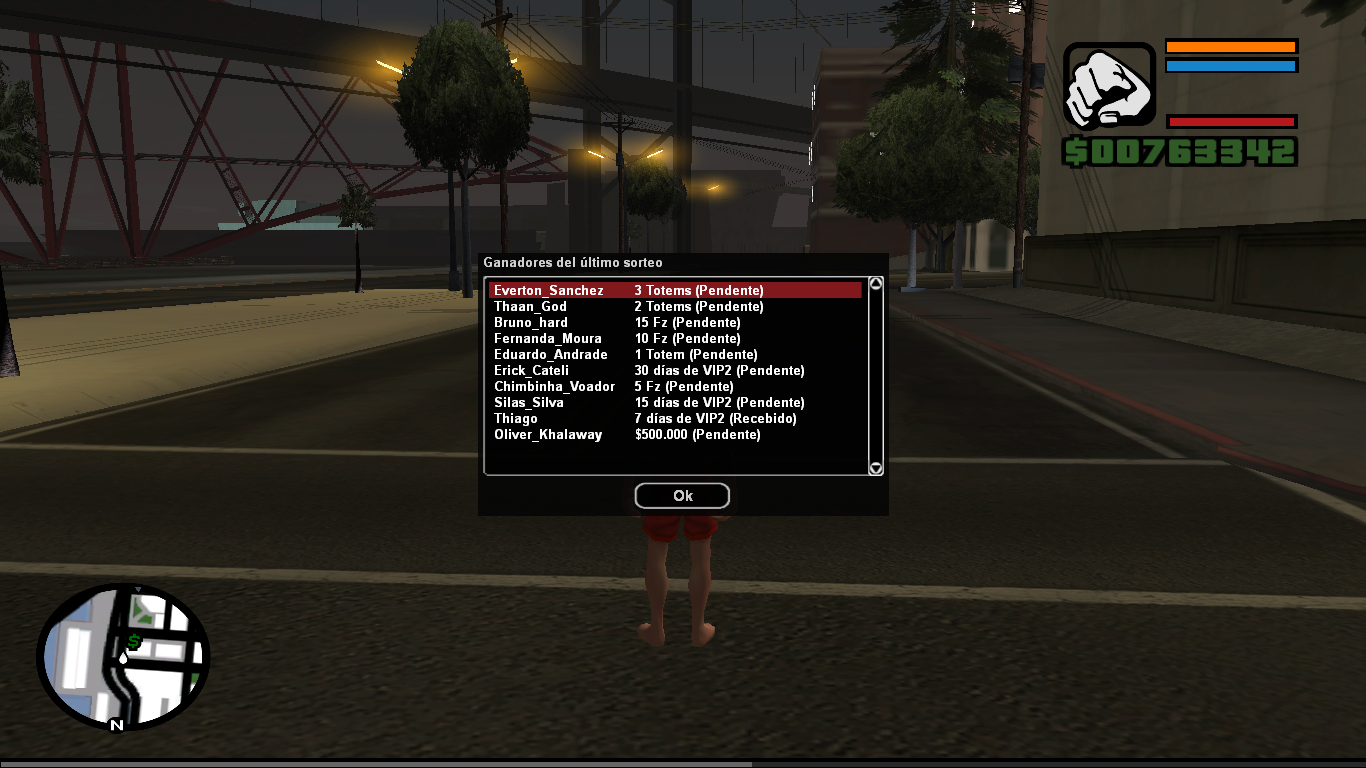 $00763342
Ganadores del último sorteo
Everton_Sanchez 3 Totems (Pendente)
Thaan_God 2 Totems (Pendente)
Bruno_hard 15 Fz (Pendente)
Fernanda_Moura 10 Fz (Pendente)
Eduardo_Andrade 1 Totem (Pendente)
Erick_Cateli 30 días de VIP2 (Pendente)
Chimbinha_Voador 5 Fz (Pendente)
Silas_Silva 15 días de VIP2 (Pendente)
Thiago 7 días de VIP2 (Recebido)
Oliver_Khalaway $500.000 (Pendente)
Ok
$
N